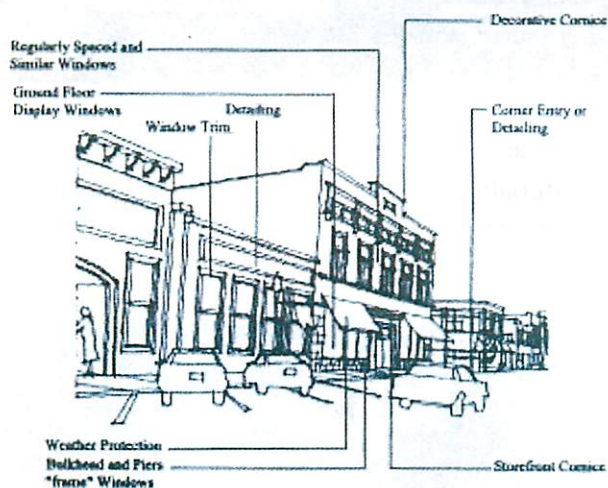 Decorative Cornice
Regularly Spaced and
Similar Windows
Ground Floor
Display Windows
Detailing
Window Trim
Corner Entry or
Detailing
Weather Protection
Bulkhead and Piers
"frame" Windows
Storefront Cornice